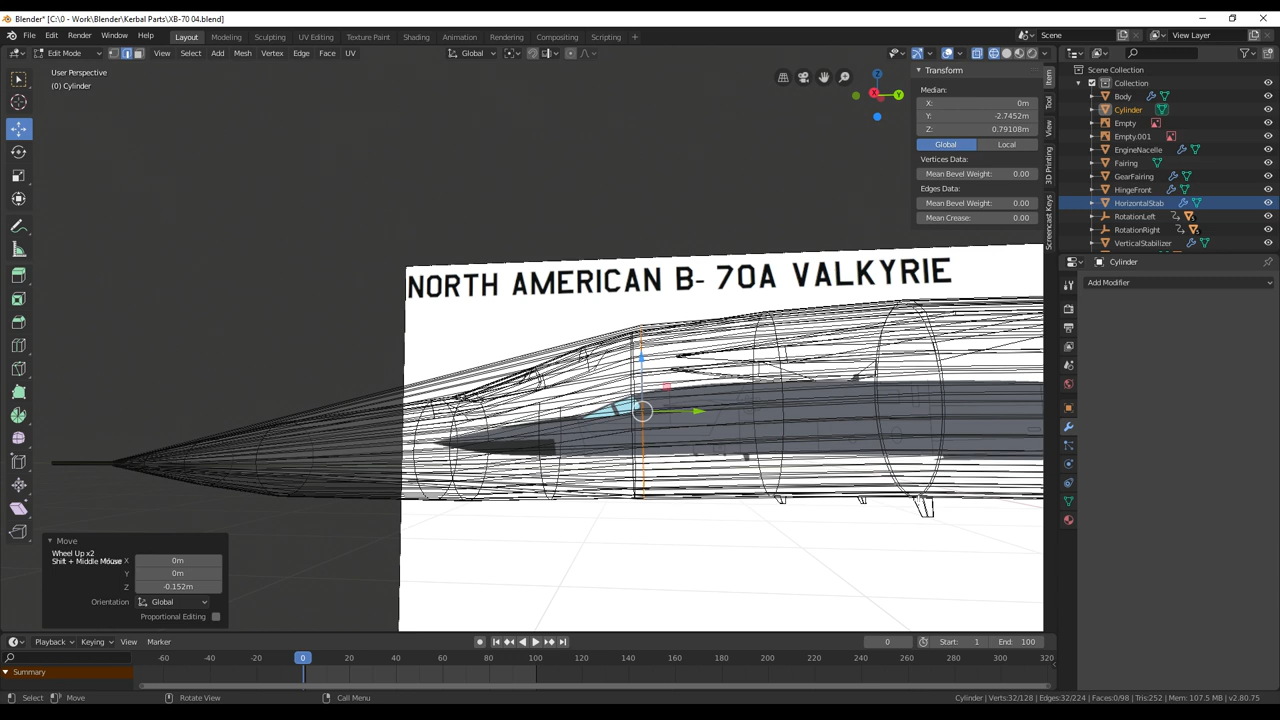 Blender* [C:\0 - Work\Blender\Kerbal Parts\XB-70 04.blend]
File Edit Render Window Help Layout Modeling Sculpting UV Editing Texture Paint Shading Animation Rendering Compositing Scripting + Scene View Layer
Edit Mode View Select Add Mesh Vertex Edge Face UV Global
User Perspective
(0) Cylinder
Transform
Median:
X: 0m
Y: -2.7452m
Z: 0.79108m
Global Local
Vertices Data:
Mean Bevel Weight: 0.00
Edges Data:
Mean Bevel Weight: 0.00
Mean Crease: 0.00
Item
Tool
View
3D Printing
Screencast Keys
Z
X
Y
Scene Collection
Collection
Body
Cylinder
Empty
Empty.001
EngineNacelle
Fairing
GearFairing
HingeFront
HorizontalStab
RotationLeft
RotationRight
VerticalStabilizer
Cylinder
Add Modifier
NORTH AMERICAN B- 70A VALKYRIE
Move
Wheel Up x2
Shift + Middle Mouse
X 0m
Y 0m
Z -0.152m
Orientation Global
Proportional Editing
Playback Keying View Marker 0 Start: 1 End: 100
-60 -40 -20 0 20 40 60 80 100 120 140 160 180 200 220 240 260 280 300 320
Summary
Select Move Rotate View Call Menu Cylinder | Verts:32/128 | Edges:32/224 | Faces:0/98 | Tris:252 | Mem: 107.5 MB | v2.80.75